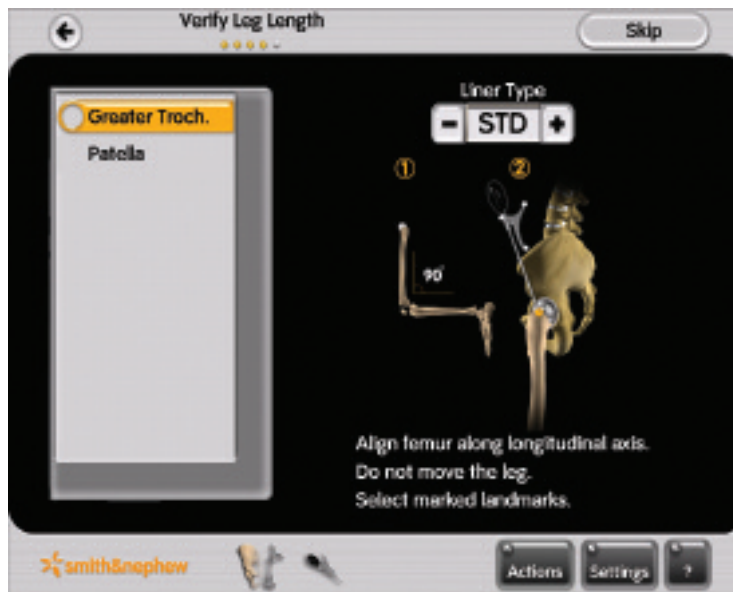 Verify Leg Length
Skip
Greater Troch.
Patella
Liner Type
- STD +
① ②
90°
Align femur along longitudinal axis.
Do not move the leg.
Select marked landmarks.
smith&nephew
Actions Settings ?